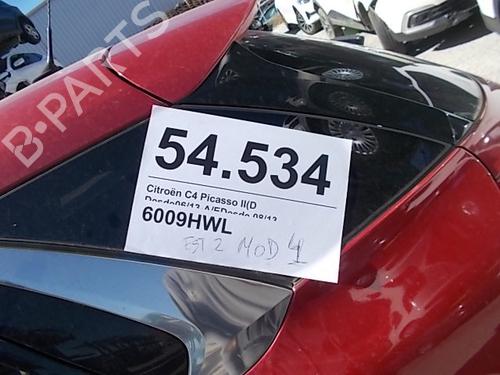 B-PARTS
54.534
Citroën C4 Picasso II(D
Desde06/13-A/FDesde 08/13
6009HWL
EST 2 MOD 4